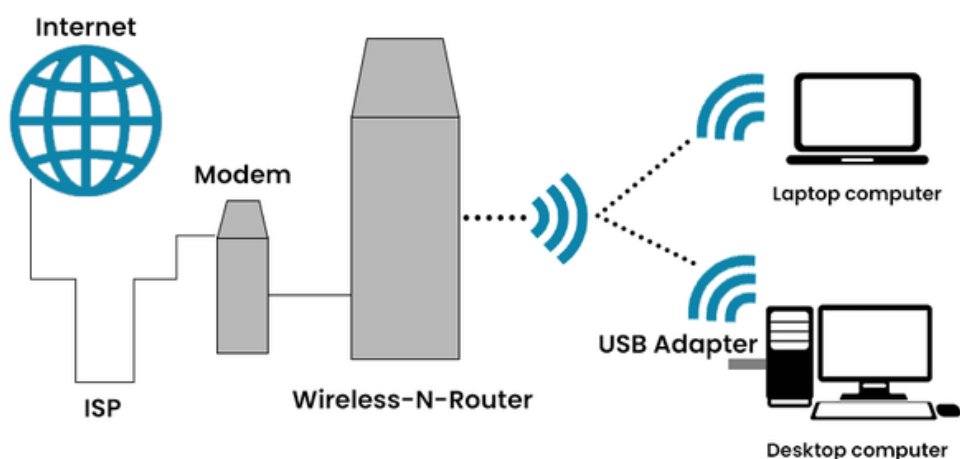 Internet
Modem
ISP
Wireless-N-Router
Laptop computer
USB Adapter
Desktop computer